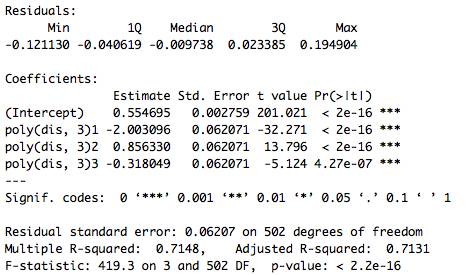 Residuals:
      Min        1Q    Median        3Q       Max
-0.121130 -0.040619 -0.009738  0.023385  0.194904

Coefficients:
               Estimate Std. Error t value Pr(>|t|)
(Intercept)    0.554695   0.002759 201.021  < 2e-16 ***
poly(dis, 3)1 -2.003096   0.062071 -32.271  < 2e-16 ***
poly(dis, 3)2  0.856330   0.062071  13.796  < 2e-16 ***
poly(dis, 3)3 -0.318049   0.062071  -5.124 4.27e-07 ***
---
Signif. codes:  0 ‘***’ 0.001 ‘**’ 0.01 ‘*’ 0.05 ‘.’ 0.1 ‘ ’ 1

Residual standard error: 0.06207 on 502 degrees of freedom
Multiple R-squared:  0.7148,    Adjusted R-squared:  0.7131
F-statistic: 419.3 on 3 and 502 DF,  p-value: < 2.2e-16